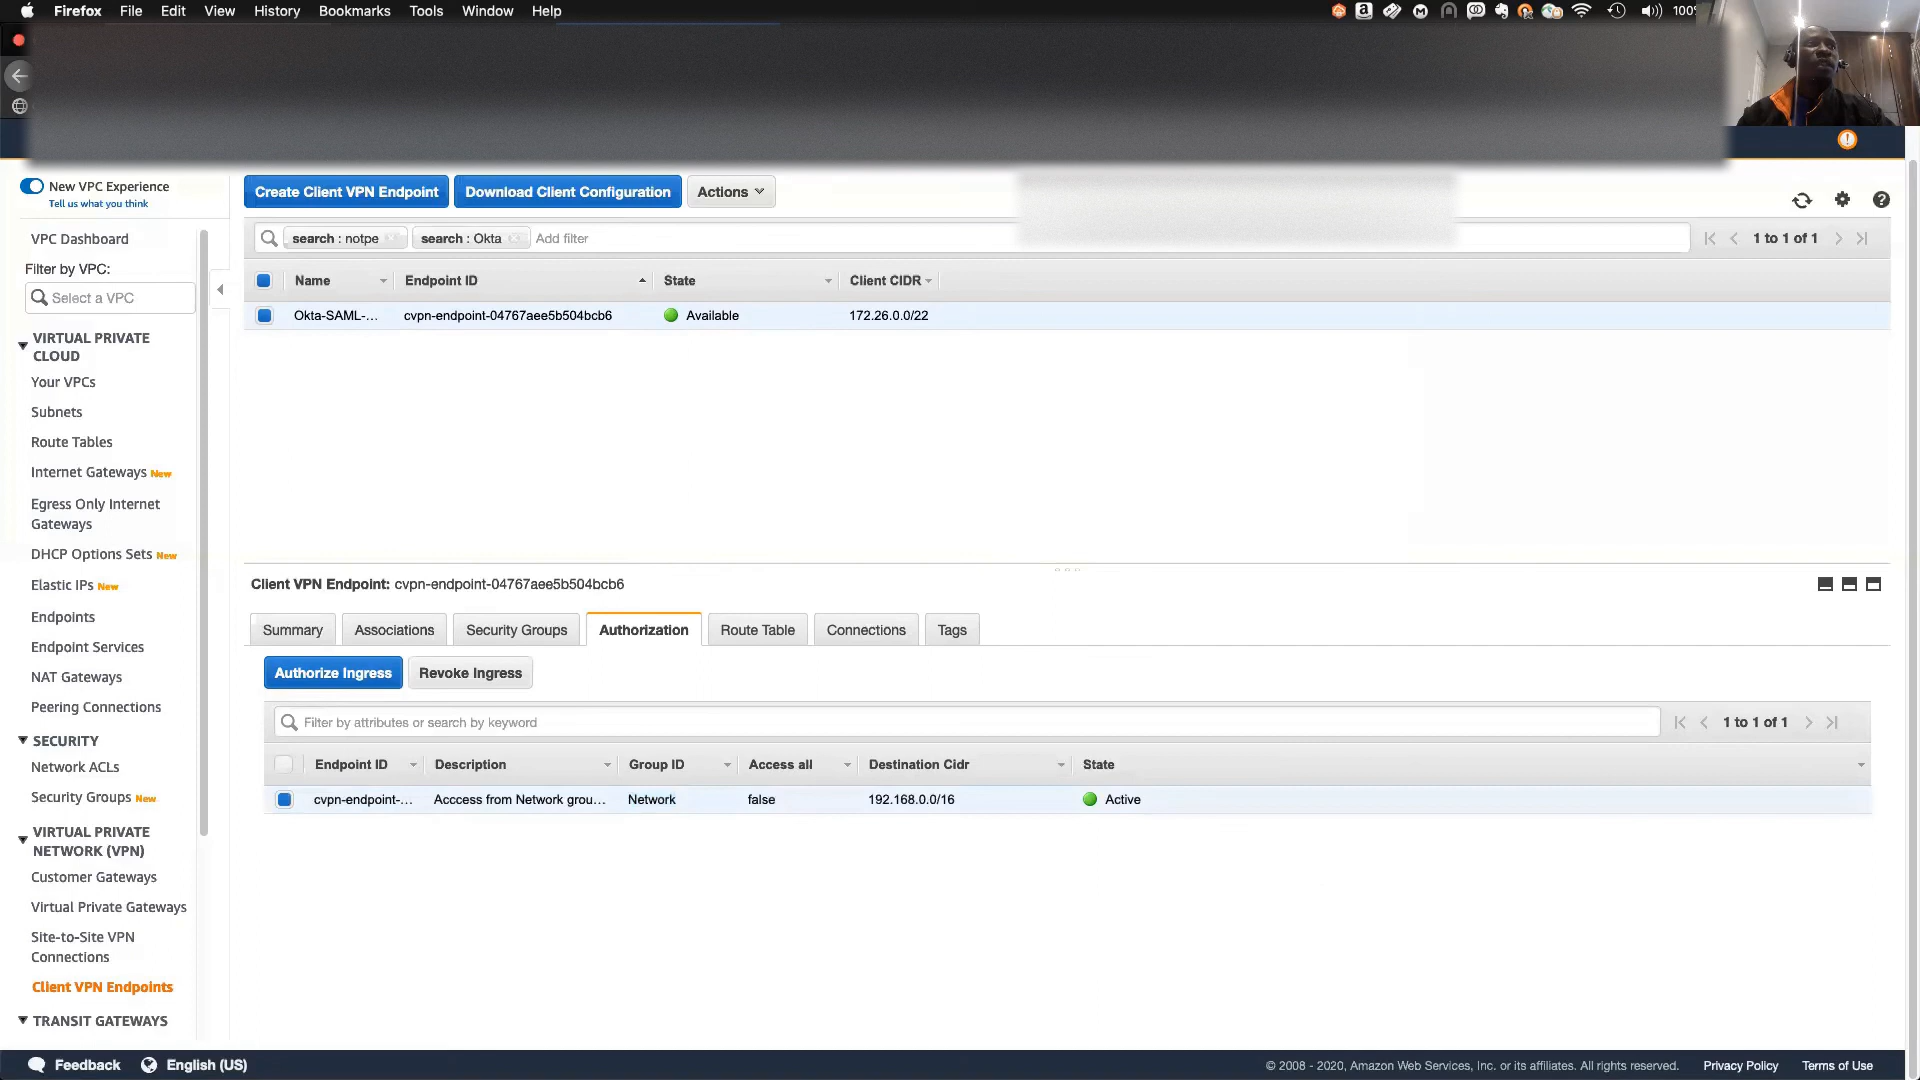 Firefox File Edit View History Bookmarks Tools Window Help
100%
New VPC Experience
Tell us what you think
Create Client VPN Endpoint Download Client Configuration Actions
search : notpe search : Okta Add filter 1 to 1 of 1
Name Endpoint ID State Client CIDR
Okta-SAML-... cvpn-endpoint-04767aee5b504bcb6 Available 172.26.0.0/22
VPC Dashboard
Filter by VPC:
Select a VPC
VIRTUAL PRIVATE
CLOUD
Your VPCs
Subnets
Route Tables
Internet Gateways New
Egress Only Internet
Gateways
DHCP Options Sets New
Elastic IPs New
Endpoints
Endpoint Services
NAT Gateways
Peering Connections
SECURITY
Network ACLs
Security Groups New
VIRTUAL PRIVATE
NETWORK (VPN)
Customer Gateways
Virtual Private Gateways
Site-to-Site VPN
Connections
Client VPN Endpoints
TRANSIT GATEWAYS
Client VPN Endpoint: cvpn-endpoint-04767aee5b504bcb6
Summary Associations Security Groups Authorization Route Table Connections Tags
Authorize Ingress Revoke Ingress
Filter by attributes or search by keyword 1 to 1 of 1
Endpoint ID Description Group ID Access all Destination Cidr State
cvpn-endpoint-... Acccess from Network grou... Network false 192.168.0.0/16 Active
Feedback English (US) © 2008 - 2020, Amazon Web Services, Inc. or its affiliates. All rights reserved. Privacy Policy Terms of Use